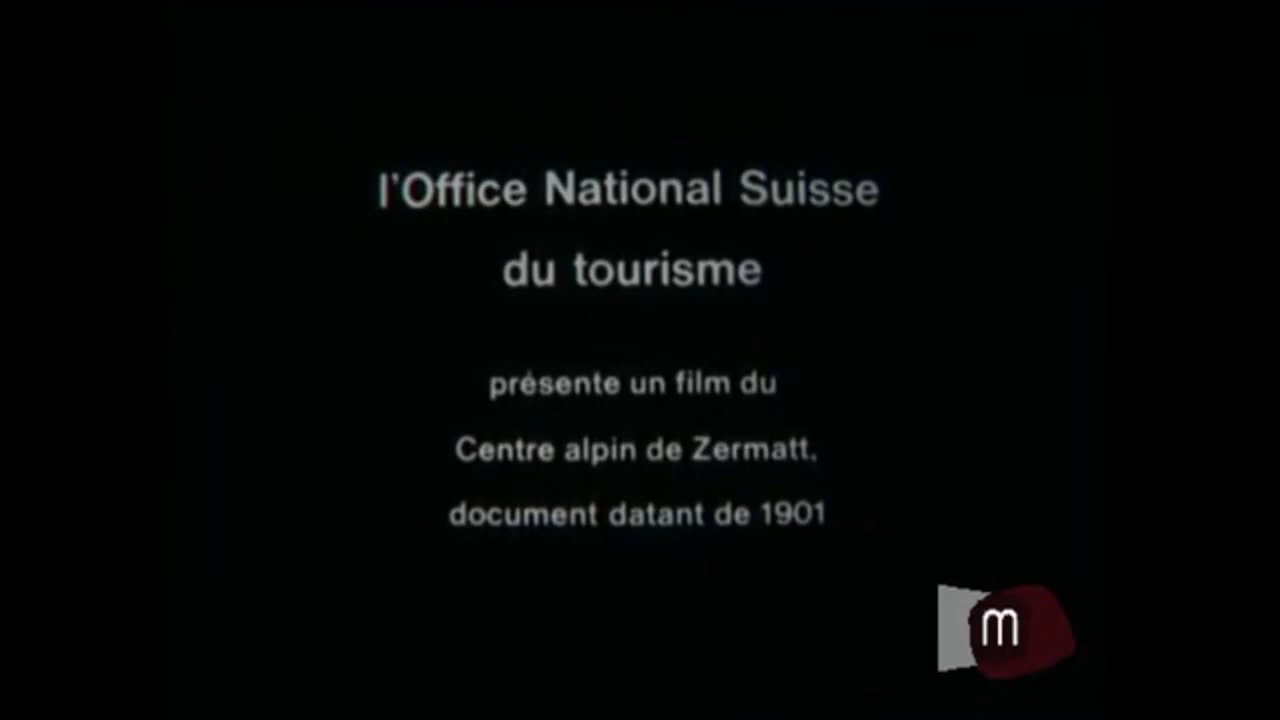 l'Office National Suisse
du tourisme
présente un film du
Centre alpin de Zermatt,
document datant de 1901
m